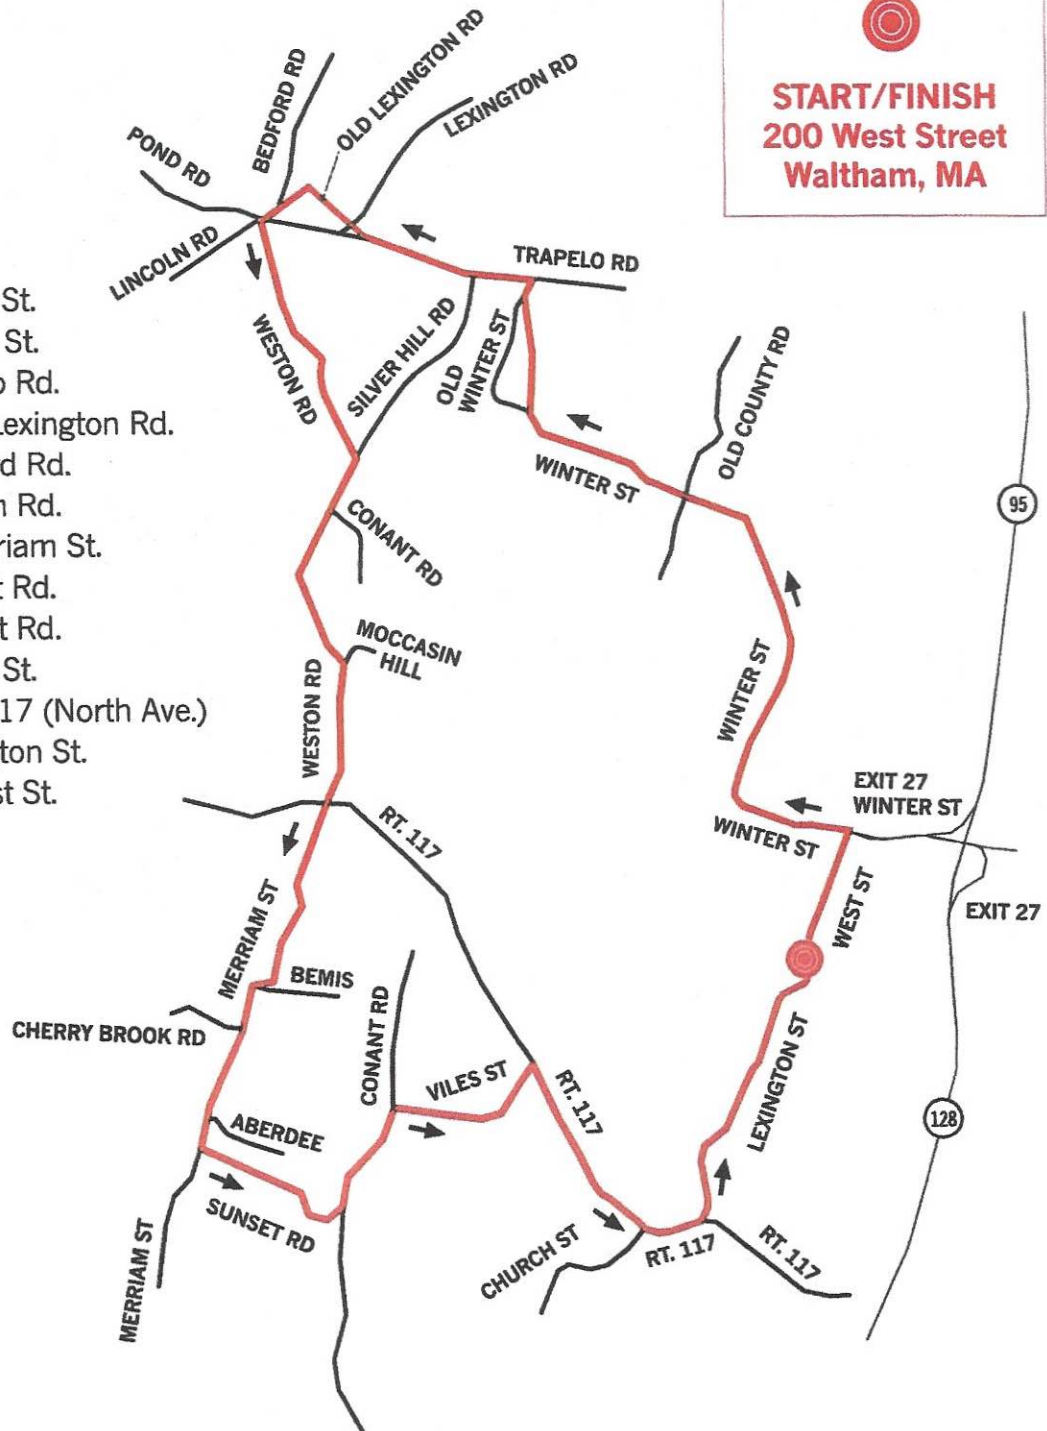 START/FINISH
200 West Street
Waltham, MA
OLD LEXINGTON RD
BEDFORD RD
LEXINGTON RD
POND RD
LINCOLN RD
TRAPELO RD
St.
St.
Rd.
Lexington Rd.
Rd.
Rd.
St.
Rd.
Rd.
St.
117 (North Ave.)
St.
St.
WESTON RD
SILVER HILL RD
OLD
WINTER ST
OLD COUNTY RD
WINTER ST
95
CONANT RD
MOCCASIN
HILL
WESTON RD
WINTER ST
EXIT 27
WINTER ST
WINTER ST
RT. 117
WEST ST
EXIT 27
MERRIAM ST
BEMIS
CHERRY BROOK RD
CONANT RD
VILES ST
RT. 117
LEXINGTON ST
128
ABERDEE
SUNSET RD
MERRIAM ST
CHURCH ST
RT. 117
RT. 117